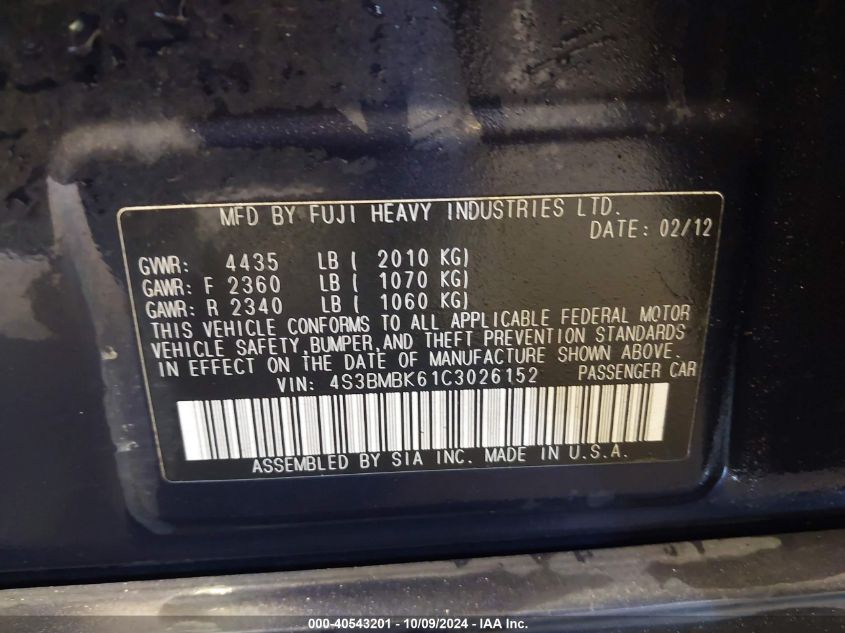 MFD BY FUJI HEAVY INDUSTRIES LTD.
DATE: 02/12
GVWR: 4435 LB ( 2010 KG)
GAWR: F 2360 LB ( 1070 KG)
GAWR: R 2340 LB ( 1060 KG)
THIS VEHICLE CONFORMS TO ALL APPLICABLE FEDERAL MOTOR
VEHICLE SAFETY,BUMPER,AND THEFT PREVENTION STANDARDS
IN EFFECT ON THE DATE OF MANUFACTURE SHOWN ABOVE.
VIN: 4S3BMBK61C3026152 PASSENGER CAR
ASSEMBLED BY SIA INC. MADE IN U.S.A.
000-40543201 - 10/09/2024 - IAA Inc.